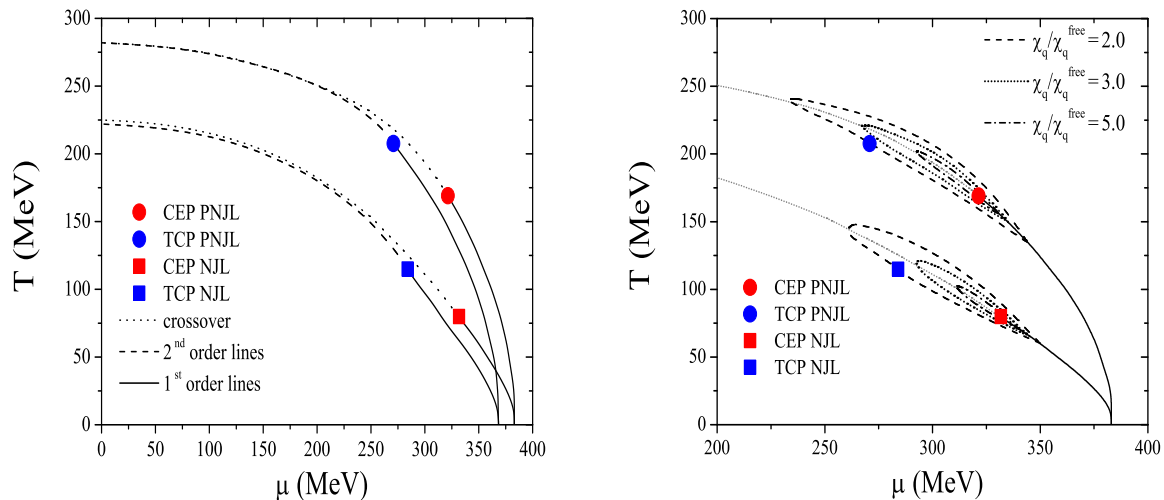 300
250
200
150
100
50
0
T (MeV)
CEP PNJL
TCP PNJL
CEP NJL
TCP NJL
crossover
2nd order lines
1st order lines
0 50 100 150 200 250 300 350 400
μ (MeV)
300
250
200
150
100
50
0
T (MeV)
χq/χqfree=2.0
χq/χqfree=3.0
χq/χqfree=5.0
CEP PNJL
TCP PNJL
CEP NJL
TCP NJL
200 250 300 350 400
μ (MeV)